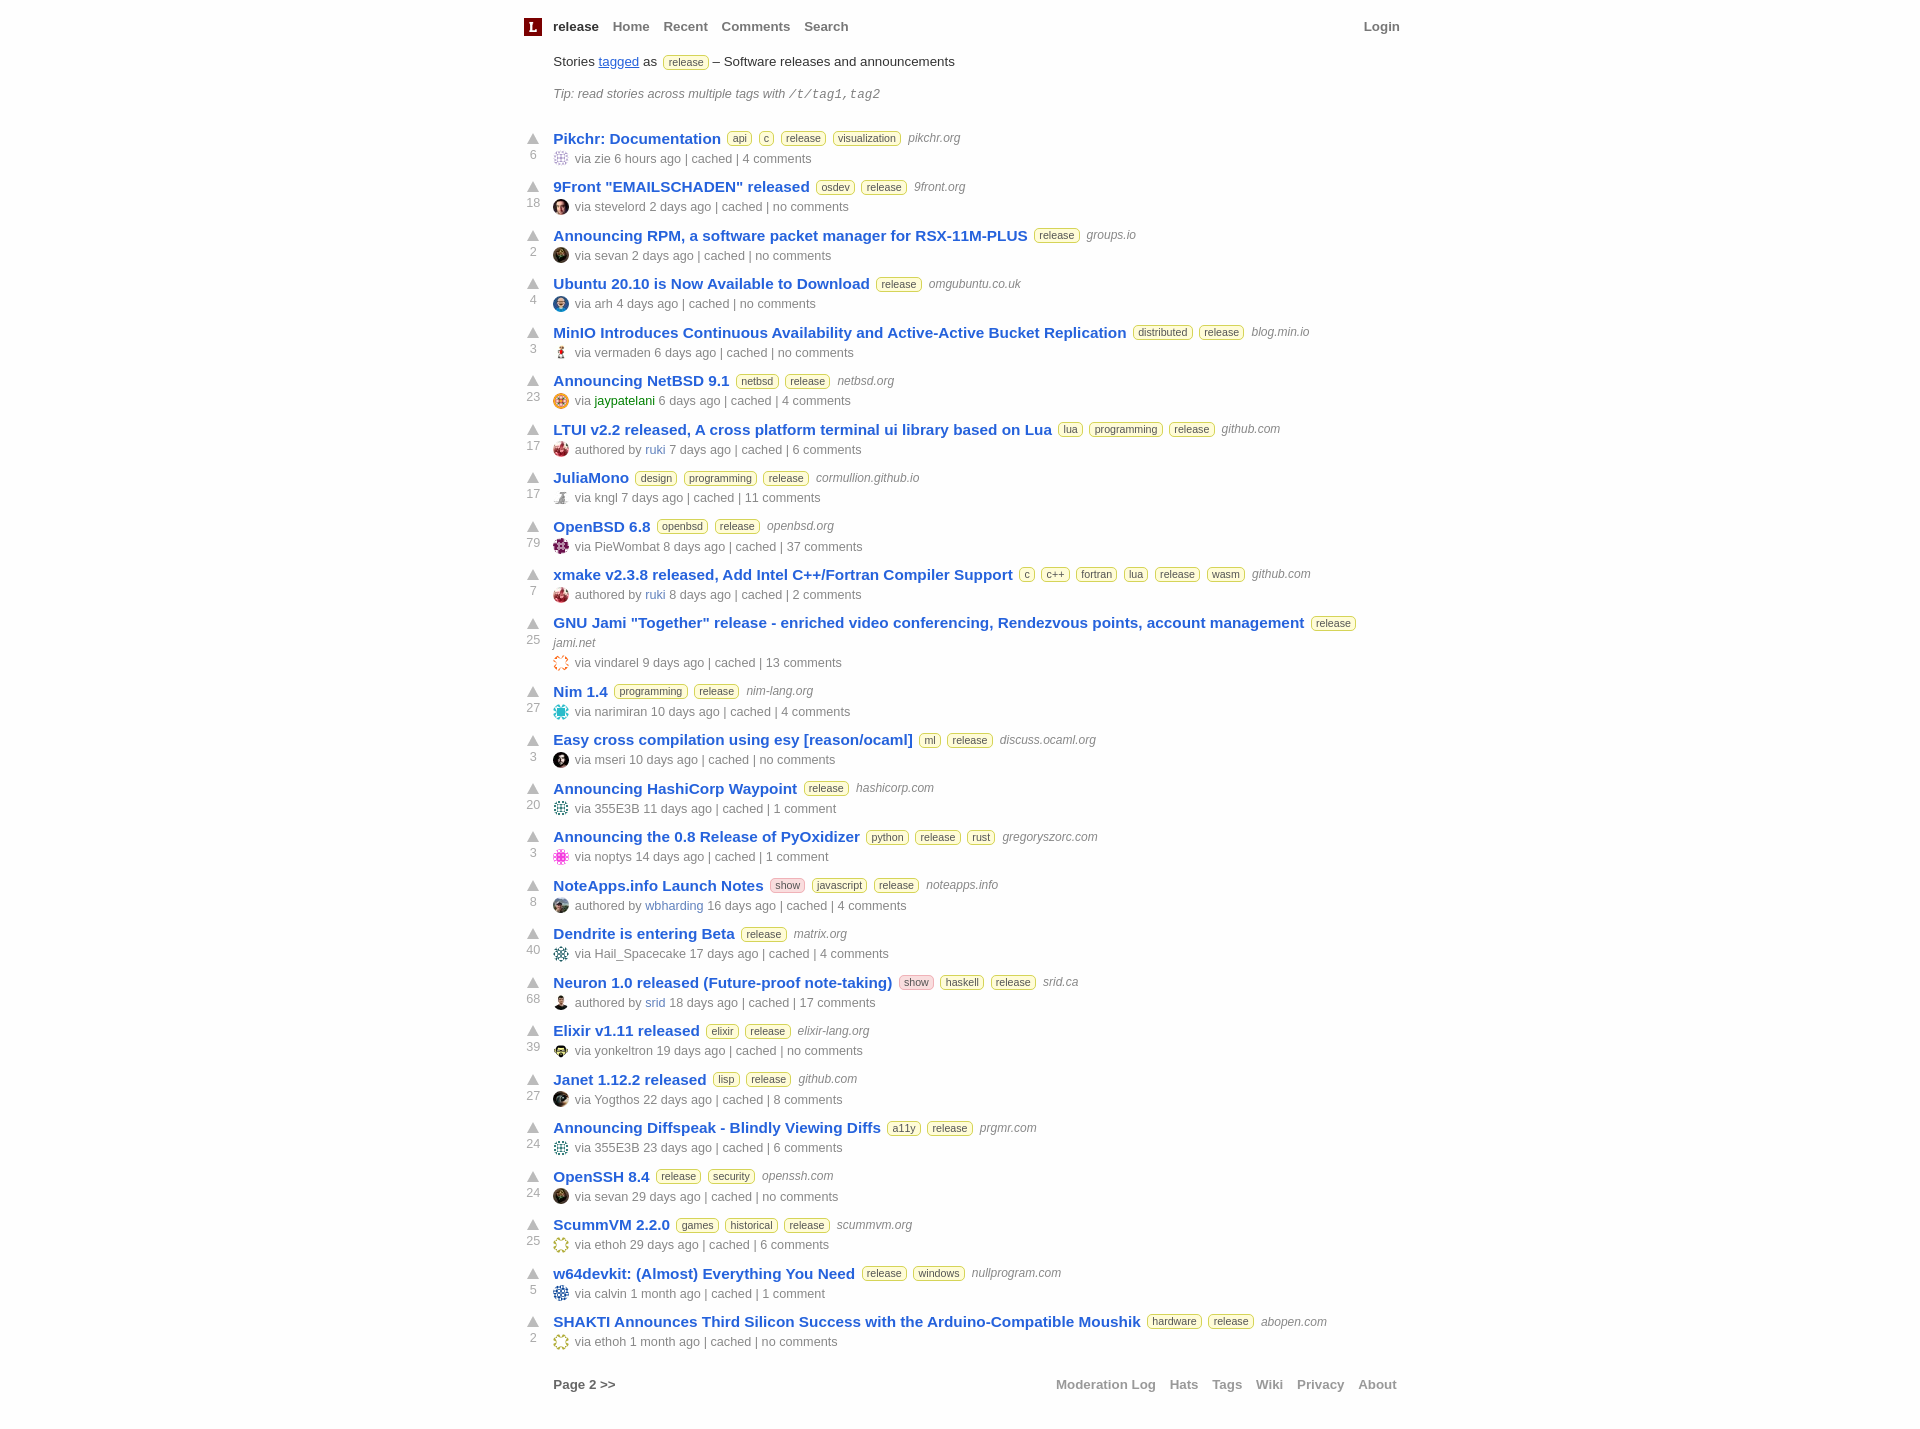 L release Home Recent Comments Search Login
Stories tagged as release – Software releases and announcements
Tip: read stories across multiple tags with /t/tag1,tag2
Pikchr: Documentation api c release visualization pikchr.org
6 via zie 6 hours ago | cached | 4 comments
9Front "EMAILSCHADEN" released osdev release 9front.org
18 via stevelord 2 days ago | cached | no comments
Announcing RPM, a software packet manager for RSX-11M-PLUS release groups.io
2 via sevan 2 days ago | cached | no comments
Ubuntu 20.10 is Now Available to Download release omgubuntu.co.uk
4 via arh 4 days ago | cached | no comments
MinIO Introduces Continuous Availability and Active-Active Bucket Replication distributed release blog.min.io
3 via vermaden 6 days ago | cached | no comments
Announcing NetBSD 9.1 netbsd release netbsd.org
23 via jaypatelani 6 days ago | cached | 4 comments
LTUI v2.2 released, A cross platform terminal ui library based on Lua lua programming release github.com
17 authored by ruki 7 days ago | cached | 6 comments
JuliaMono design programming release cormullion.github.io
17 via kngl 7 days ago | cached | 11 comments
OpenBSD 6.8 openbsd release openbsd.org
79 via PieWombat 8 days ago | cached | 37 comments
xmake v2.3.8 released, Add Intel C++/Fortran Compiler Support c c++ fortran lua release wasm github.com
7 authored by ruki 8 days ago | cached | 2 comments
GNU Jami "Together" release - enriched video conferencing, Rendezvous points, account management release
25 jami.net
via vindarel 9 days ago | cached | 13 comments
Nim 1.4 programming release nim-lang.org
27 via narimiran 10 days ago | cached | 4 comments
Easy cross compilation using esy [reason/ocaml] ml release discuss.ocaml.org
3 via mseri 10 days ago | cached | no comments
Announcing HashiCorp Waypoint release hashicorp.com
20 via 355E3B 11 days ago | cached | 1 comment
Announcing the 0.8 Release of PyOxidizer python release rust gregoryszorc.com
3 via noptys 14 days ago | cached | 1 comment
NoteApps.info Launch Notes show javascript release noteapps.info
8 authored by wbharding 16 days ago | cached | 4 comments
Dendrite is entering Beta release matrix.org
40 via Hail_Spacecake 17 days ago | cached | 4 comments
Neuron 1.0 released (Future-proof note-taking) show haskell release srid.ca
68 authored by srid 18 days ago | cached | 17 comments
Elixir v1.11 released elixir release elixir-lang.org
39 via yonkeltron 19 days ago | cached | no comments
Janet 1.12.2 released lisp release github.com
27 via Yogthos 22 days ago | cached | 8 comments
Announcing Diffspeak - Blindly Viewing Diffs a11y release prgmr.com
24 via 355E3B 23 days ago | cached | 6 comments
OpenSSH 8.4 release security openssh.com
24 via sevan 29 days ago | cached | no comments
ScummVM 2.2.0 games historical release scummvm.org
25 via ethoh 29 days ago | cached | 6 comments
w64devkit: (Almost) Everything You Need release windows nullprogram.com
5 via calvin 1 month ago | cached | 1 comment
SHAKTI Announces Third Silicon Success with the Arduino-Compatible Moushik hardware release abopen.com
2 via ethoh 1 month ago | cached | no comments
Page 2 >> Moderation Log Hats Tags Wiki Privacy About